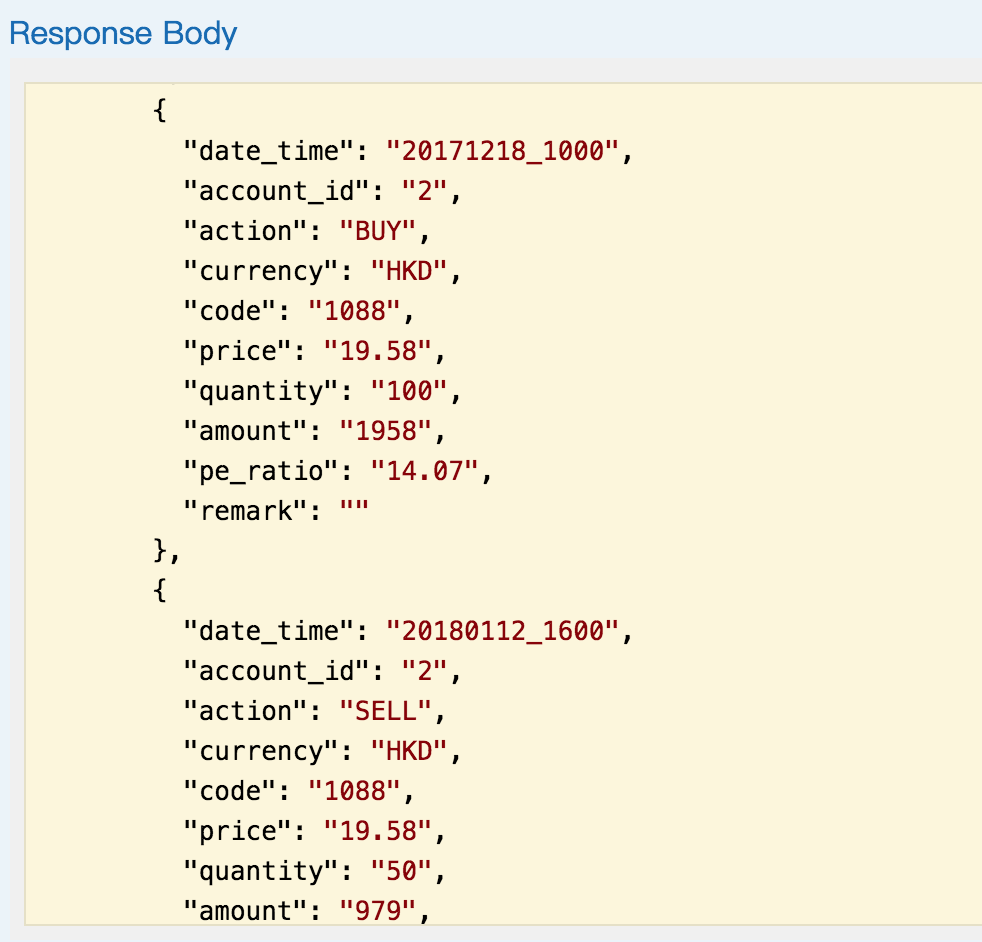 Response Body
{
"date_time": "20171218_1000",
"account_id": "2",
"action": "BUY",
"currency": "HKD",
"code": "1088",
"price": "19.58",
"quantity": "100",
"amount": "1958",
"pe_ratio": "14.07",
"remark": ""
},
{
"date_time": "20180112_1600",
"account_id": "2",
"action": "SELL",
"currency": "HKD",
"code": "1088",
"price": "19.58",
"quantity": "50",
"amount": "979",